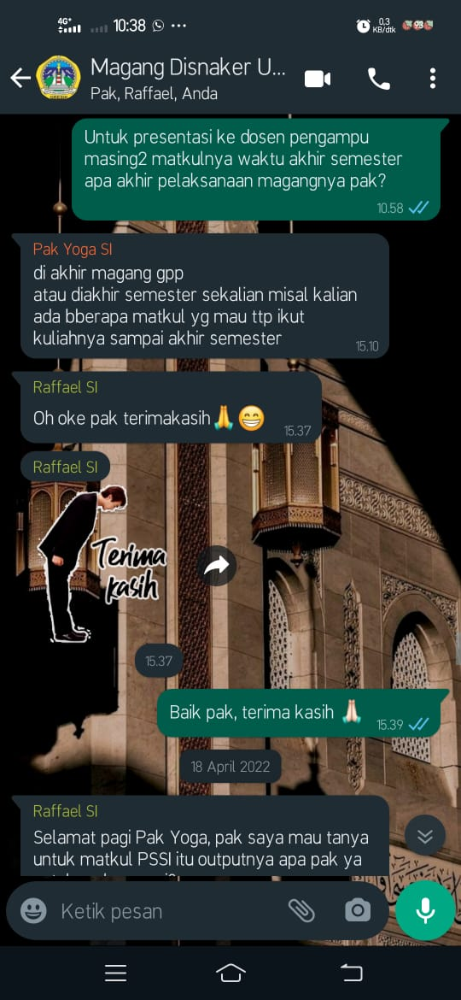 4G+
10:38
0,3
KB/dtk
Magang Disnaker U...
Pak, Raffael, Anda
Untuk presentasi ke dosen pengampu
masing2 matkulnya waktu akhir semester
apa akhir pelaksanaan magangnya pak?
10.58
Pak Yoga SI
di akhir magang gpp
atau diakhir semester sekalian misal kalian
ada bberapa matkul yg mau ttp ikut
kuliahnya sampai akhir semester
15.10
Raffael SI
Oh oke pak terimakasih🙏😁
15.37
Raffael SI
Terima
kasih
15.37
Baik pak, terima kasih 🙏🏻
15.39
18 April 2022
Raffael SI
Selamat pagi Pak Yoga, pak saya mau tanya
untuk matkul PSSI itu outputnya apa pak ya
Ketik pesan